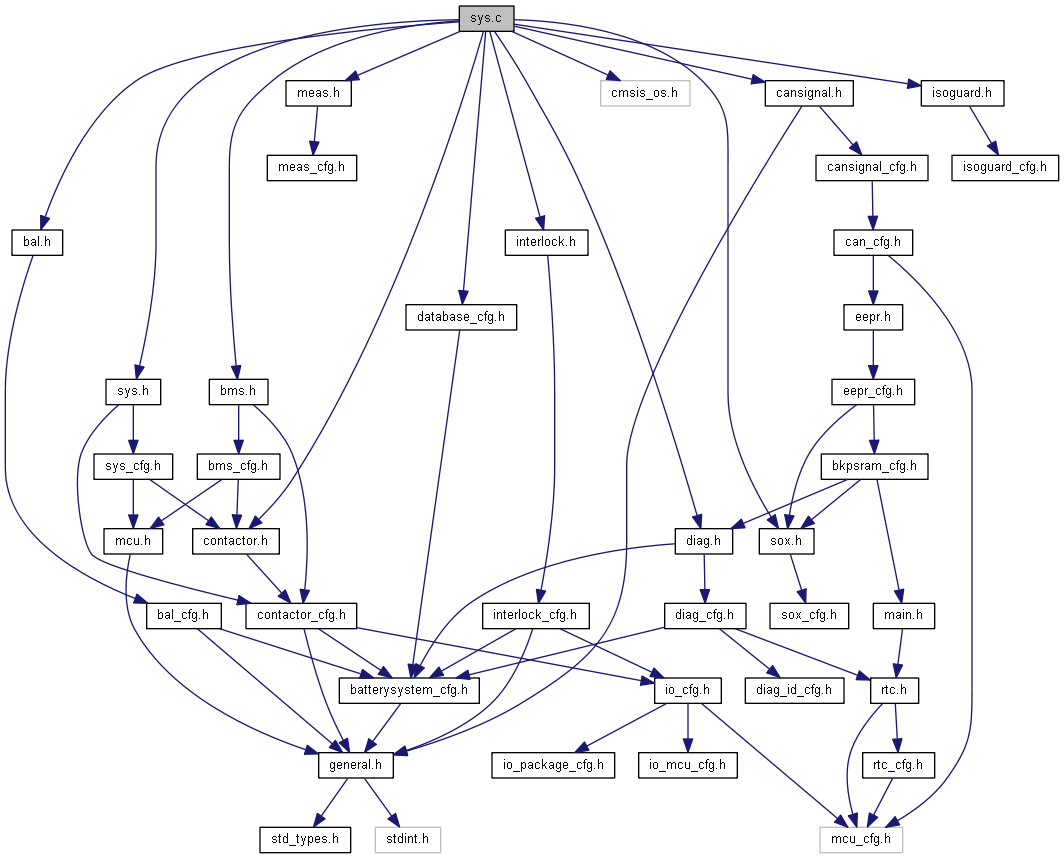 sys.c
meas.h
cmsis_os.h
cansignal.h
isoguard.h
meas_cfg.h
cansignal_cfg.h
isoguard_cfg.h
bal.h
interlock.h
can_cfg.h
database_cfg.h
eepr.h
sys.h
bms.h
eepr_cfg.h
sys_cfg.h
bms_cfg.h
bkpsram_cfg.h
mcu.h
contactor.h
diag.h
sox.h
bal_cfg.h
contactor_cfg.h
interlock_cfg.h
diag_cfg.h
sox_cfg.h
main.h
batterysystem_cfg.h
io_cfg.h
diag_id_cfg.h
rtc.h
general.h
io_package_cfg.h
io_mcu_cfg.h
rtc_cfg.h
std_types.h
stdint.h
mcu_cfg.h